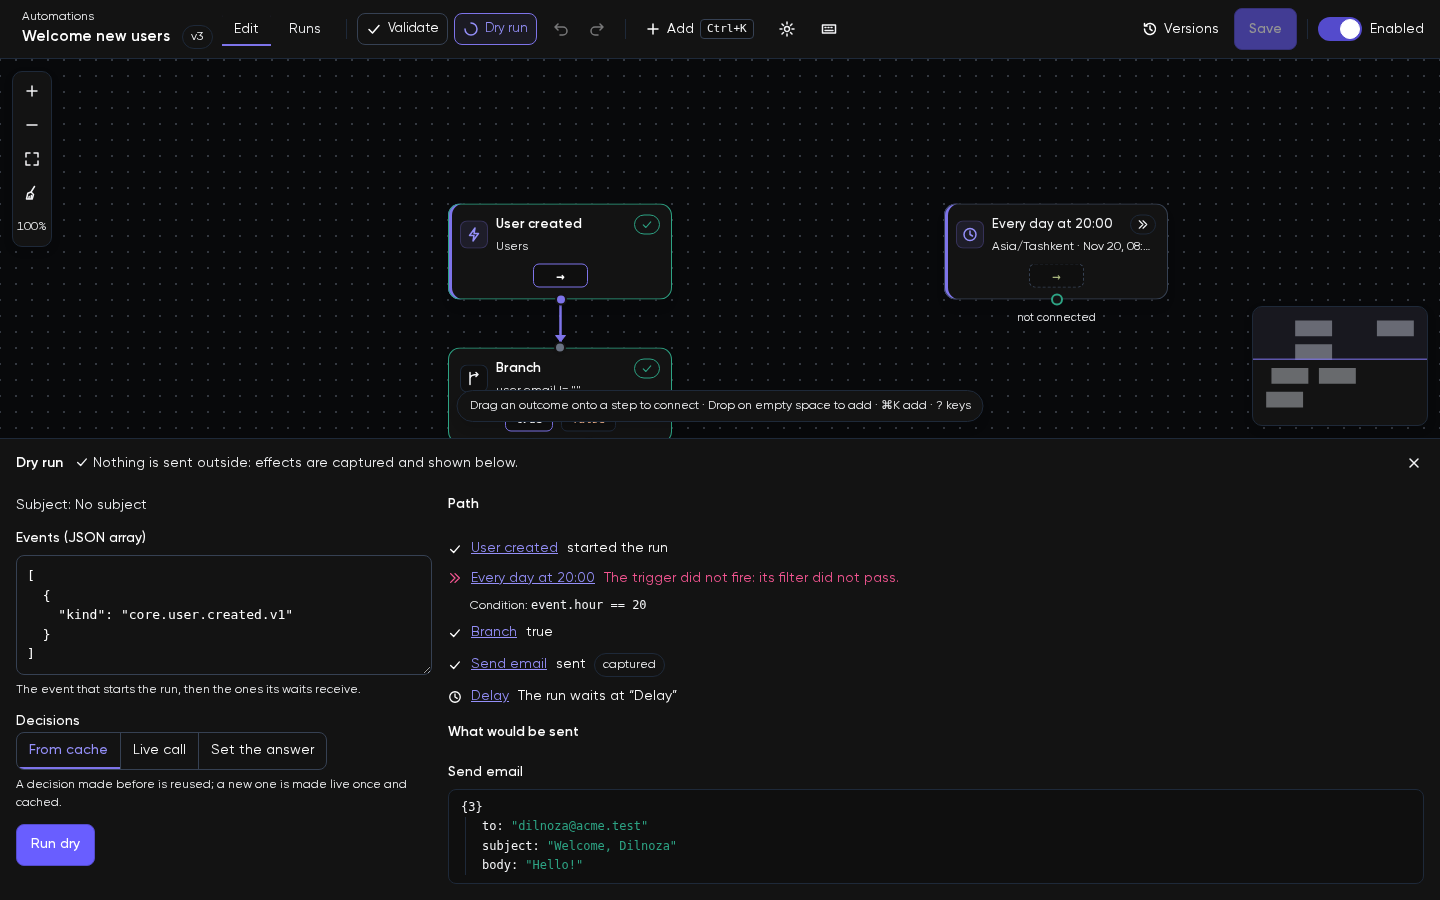 Automations
Welcome new users
v3
Edit
Runs
Validate
Dry run
Add
Ctrl+K
Versions
Save
Enabled
100%
User created
Users
→
Every day at 20:00
Asia/Tashkent · Nov 20, 08:...
→
not connected
Branch
Drag an outcome onto a step to connect · Drop on empty space to add · ⌘K add · ? keys
Dry run
Nothing is sent outside: effects are captured and shown below.
Subject: No subject
Events (JSON array)
[
{
"kind": "core.user.created.v1"
}
]
The event that starts the run, then the ones its waits receive.
Decisions
From cache
Live call
Set the answer
A decision made before is reused; a new one is made live once and
cached.
Run dry
Path
User created started the run
Every day at 20:00 The trigger did not fire: its filter did not pass.
Condition: event.hour == 20
Branch true
Send email sent captured
Delay The run waits at “Delay”
What would be sent
Send email
{3}
to: "dilnoza@acme.test"
subject: "Welcome, Dilnoza"
body: "Hello!"